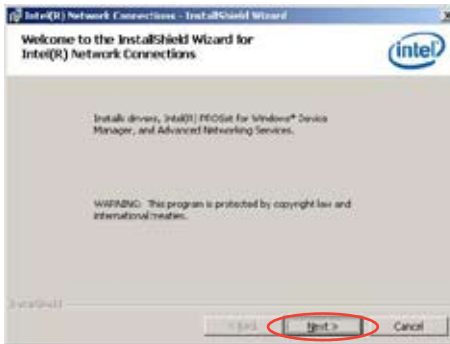 Intel(R) Network Connections - InstallShield Wizard
Welcome to the InstallShield Wizard for
Intel(R) Network Connections
intel
Installs drivers, Intel(R) PROSet for Windows* Device
Manager, and Advanced Networking Services.
WARNING: This program is protected by copyright law and
international treaties.
InstallShield
< Back
Next >
Cancel